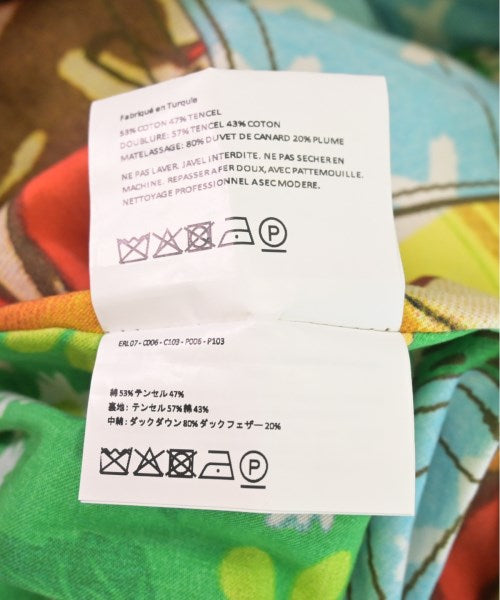 Fabriqué en Turquie
53% COTON 47% TENCEL
DOUBLURE: 57% TENCEL 43% COTON
MATELASSAGE: 80% DUVET DE CANARD 20% PLUME
NE PAS LAVER. JAVEL INTERDITE. NE PAS SECHER EN
MACHINE. REPASSER A FER DOUX, AVEC PATTEMOUILLE.
NETTOYAGE PROFESSIONNEL A SEC MODERE.
P
ERL07 - C006 - C103 - P006 - P103
綿 53% テンセル 47%
裏地 : テンセル 57% 綿 43%
中綿 : ダックダウン 80% ダックフェザー 20%
P